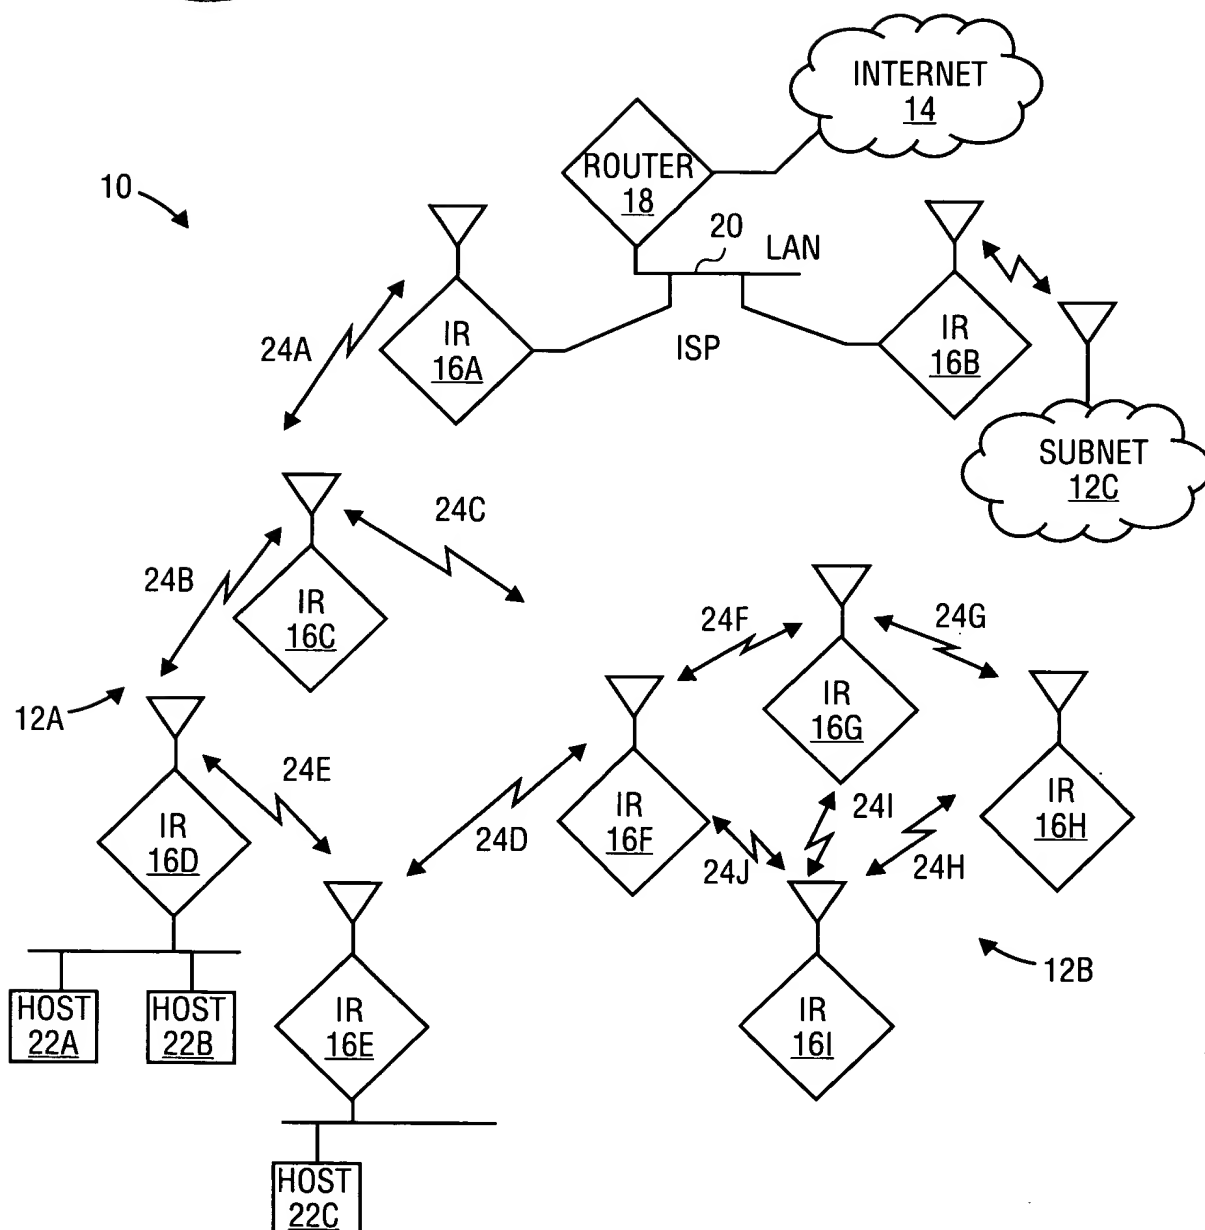 INTERNET
14
ROUTER
18
10
20
LAN
IR
16A
ISP
IR
16B
24A
SUBNET
12C
24C
24B
IR
16C
24F
24G
12A
IR
16G
24E
IR
16D
24D
IR
16F
24I
IR
16H
24J
24H
12B
HOST
22A
HOST
22B
IR
16E
IR
16I
HOST
22C